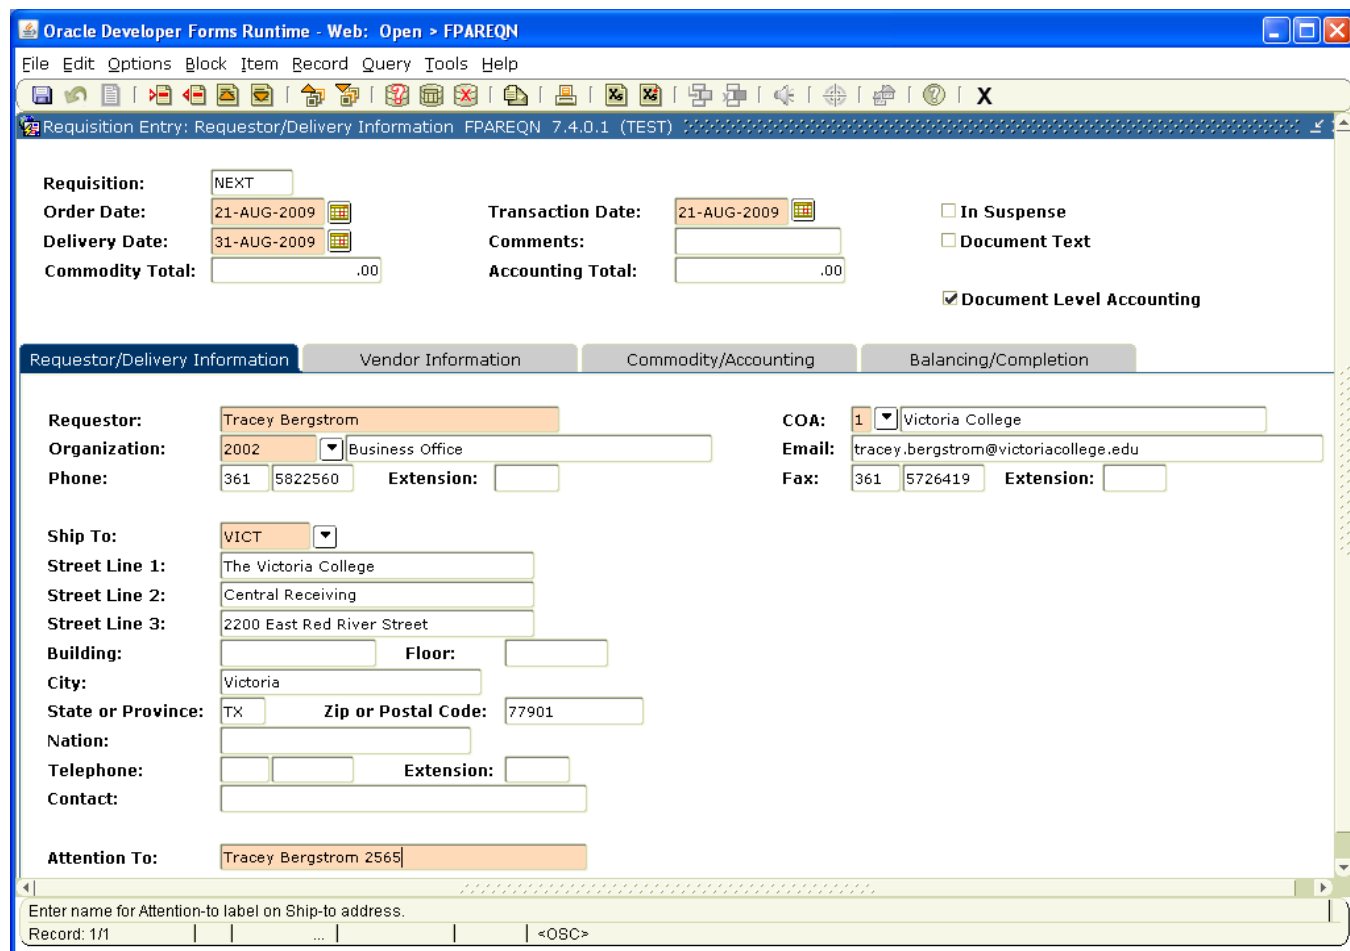 Oracle Developer Forms Runtime - Web: Open > FPAREQN
File Edit Options Block Item Record Query Tools Help
X
Requisition Entry: Requestor/Delivery Information FPAREQN 7.4.0.1 (TEST)
Requisition: NEXT
Order Date: 21-AUG-2009 Transaction Date: 21-AUG-2009 In Suspense
Delivery Date: 31-AUG-2009 Comments: Document Text
Commodity Total: .00 Accounting Total: .00
Document Level Accounting
Requestor/Delivery Information Vendor Information Commodity/Accounting Balancing/Completion
Requestor: Tracey Bergstrom COA: 1 Victoria College
Organization: 2002 Business Office Email: tracey.bergstrom@victoriacollege.edu
Phone: 361 5822560 Extension: Fax: 361 5726419 Extension:
Ship To: VICT
Street Line 1: The Victoria College
Street Line 2: Central Receiving
Street Line 3: 2200 East Red River Street
Building: Floor:
City: Victoria
State or Province: TX Zip or Postal Code: 77901
Nation:
Telephone: Extension:
Contact:
Attention To: Tracey Bergstrom 2565
Enter name for Attention-to label on Ship-to address.
Record: 1/1 ... <OSC>